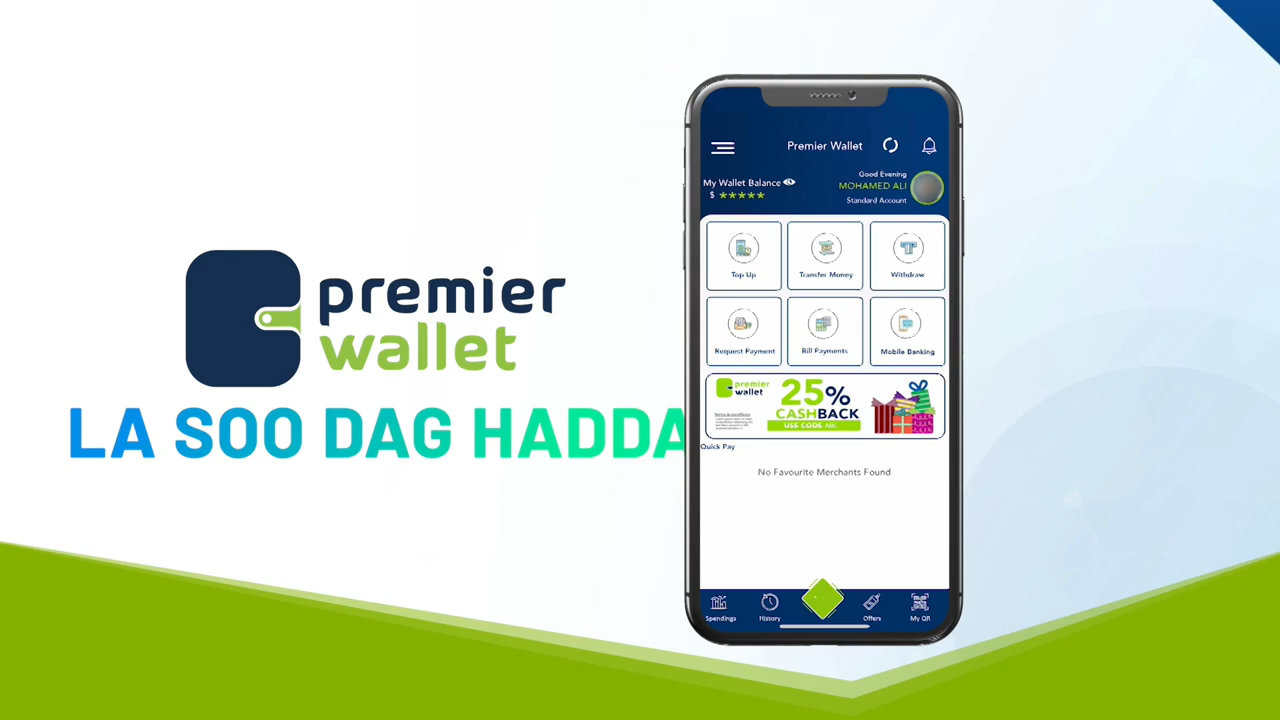 premier
wallet
LA SOO DAG HADDA
Premier Wallet
My Wallet Balance
$ ★★★★★
Good Evening
MOHAMED ALI
Standard Account
Top Up
Transfer Money
Withdraw
Request Payment
Bill Payments
Mobile Banking
premier
wallet
25%
CASHBACK
USE CODE ABC
Terms & conditions
Quick Pay
No Favourite Merchants Found
Spendings
History
Offers
My QR